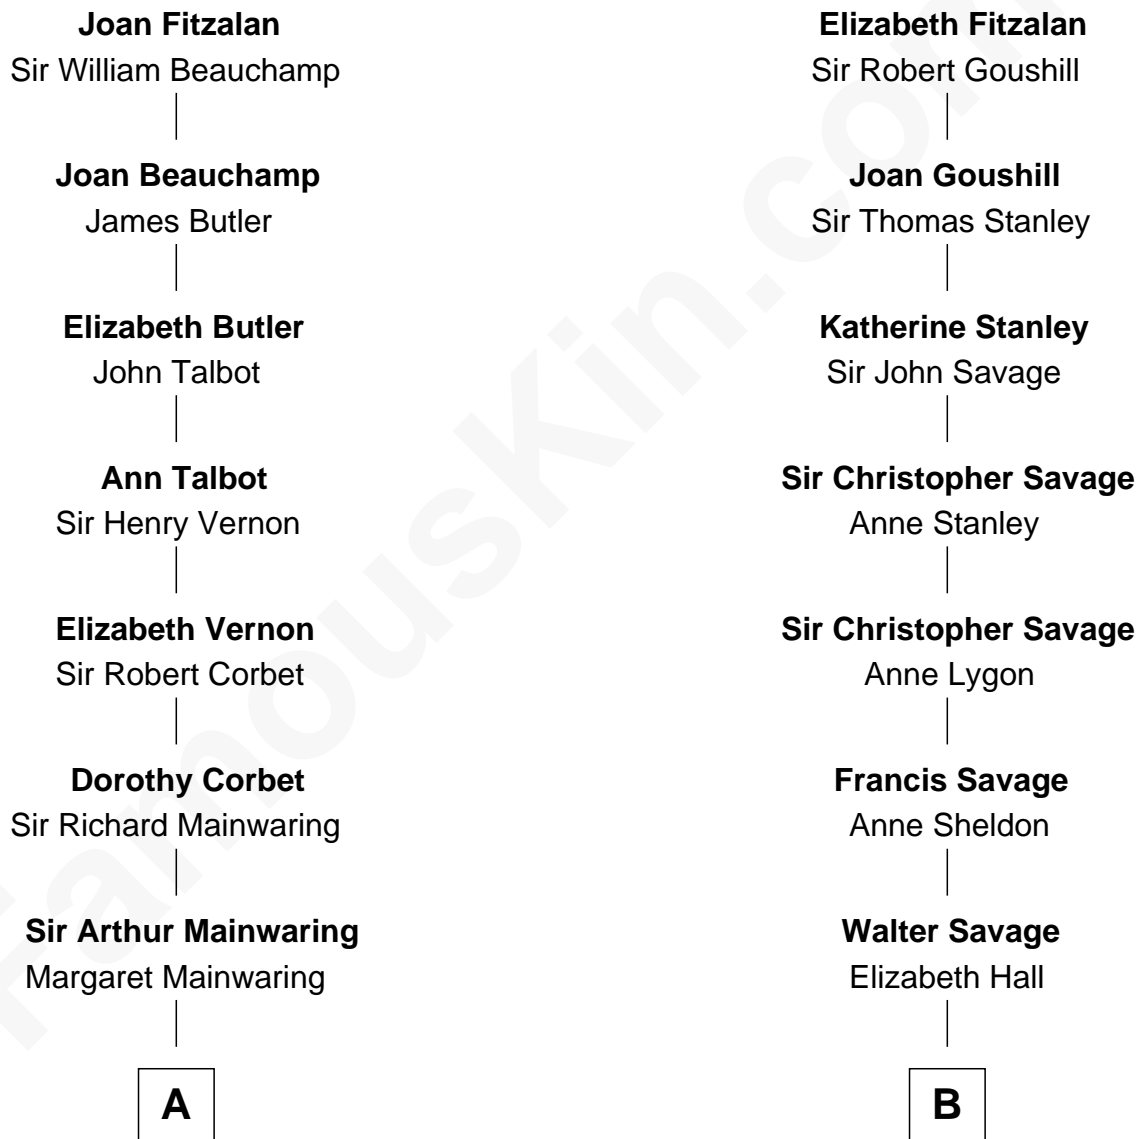 Joan Fitzalan
Sir William Beauchamp
Joan Beauchamp
James Butler
Elizabeth Butler
John Talbot
Ann Talbot
Sir Henry Vernon
Elizabeth Vernon
Sir Robert Corbet
Dorothy Corbet
Sir Richard Mainwaring
Sir Arthur Mainwaring
Margaret Mainwaring
A
Elizabeth Fitzalan
Sir Robert Goushill
Joan Goushill
Sir Thomas Stanley
Katherine Stanley
Sir John Savage
Sir Christopher Savage
Anne Stanley
Sir Christopher Savage
Anne Lygon
Francis Savage
Anne Sheldon
Walter Savage
Elizabeth Hall
B
FamousKin.com